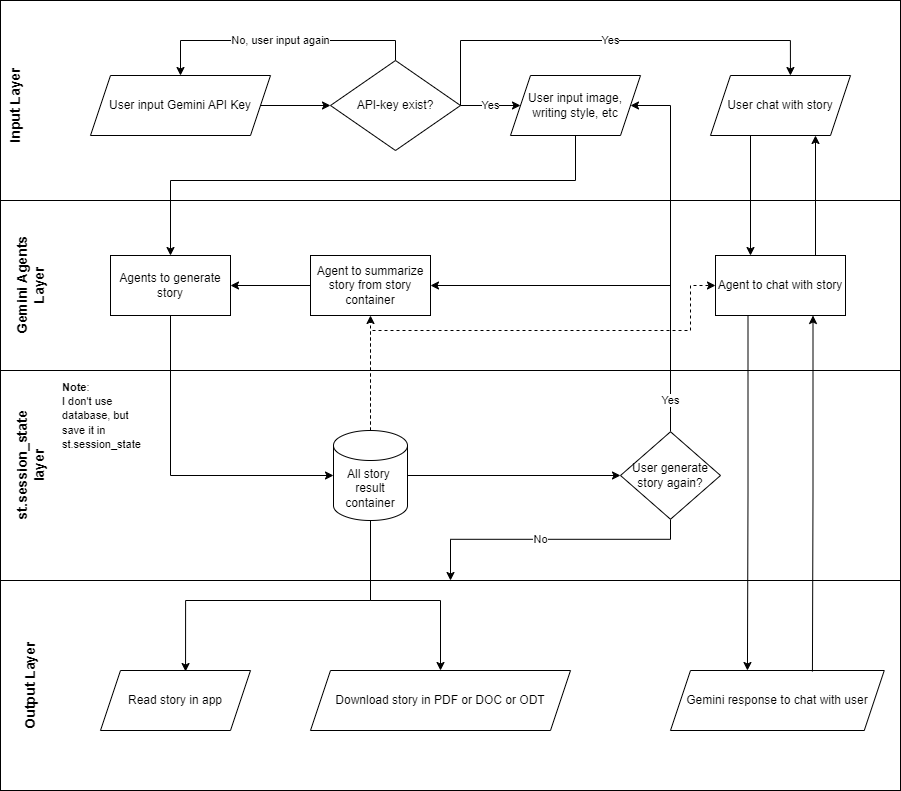 Input Layer
No, user input again
Yes
User input Gemini API Key
API-key exist?
Yes
User input image,
writing style, etc
User chat with story
Gemini Agents
Layer
Agents to generate
story
Agent to summarize
story from story
container
Agent to chat with story
st.session_state
layer
Note:
I don't use
database, but
save it in
st.session_state
Yes
All story
result
container
User generate
story again?
No
Output Layer
Read story in app
Download story in PDF or DOC or ODT
Gemini response to chat with user